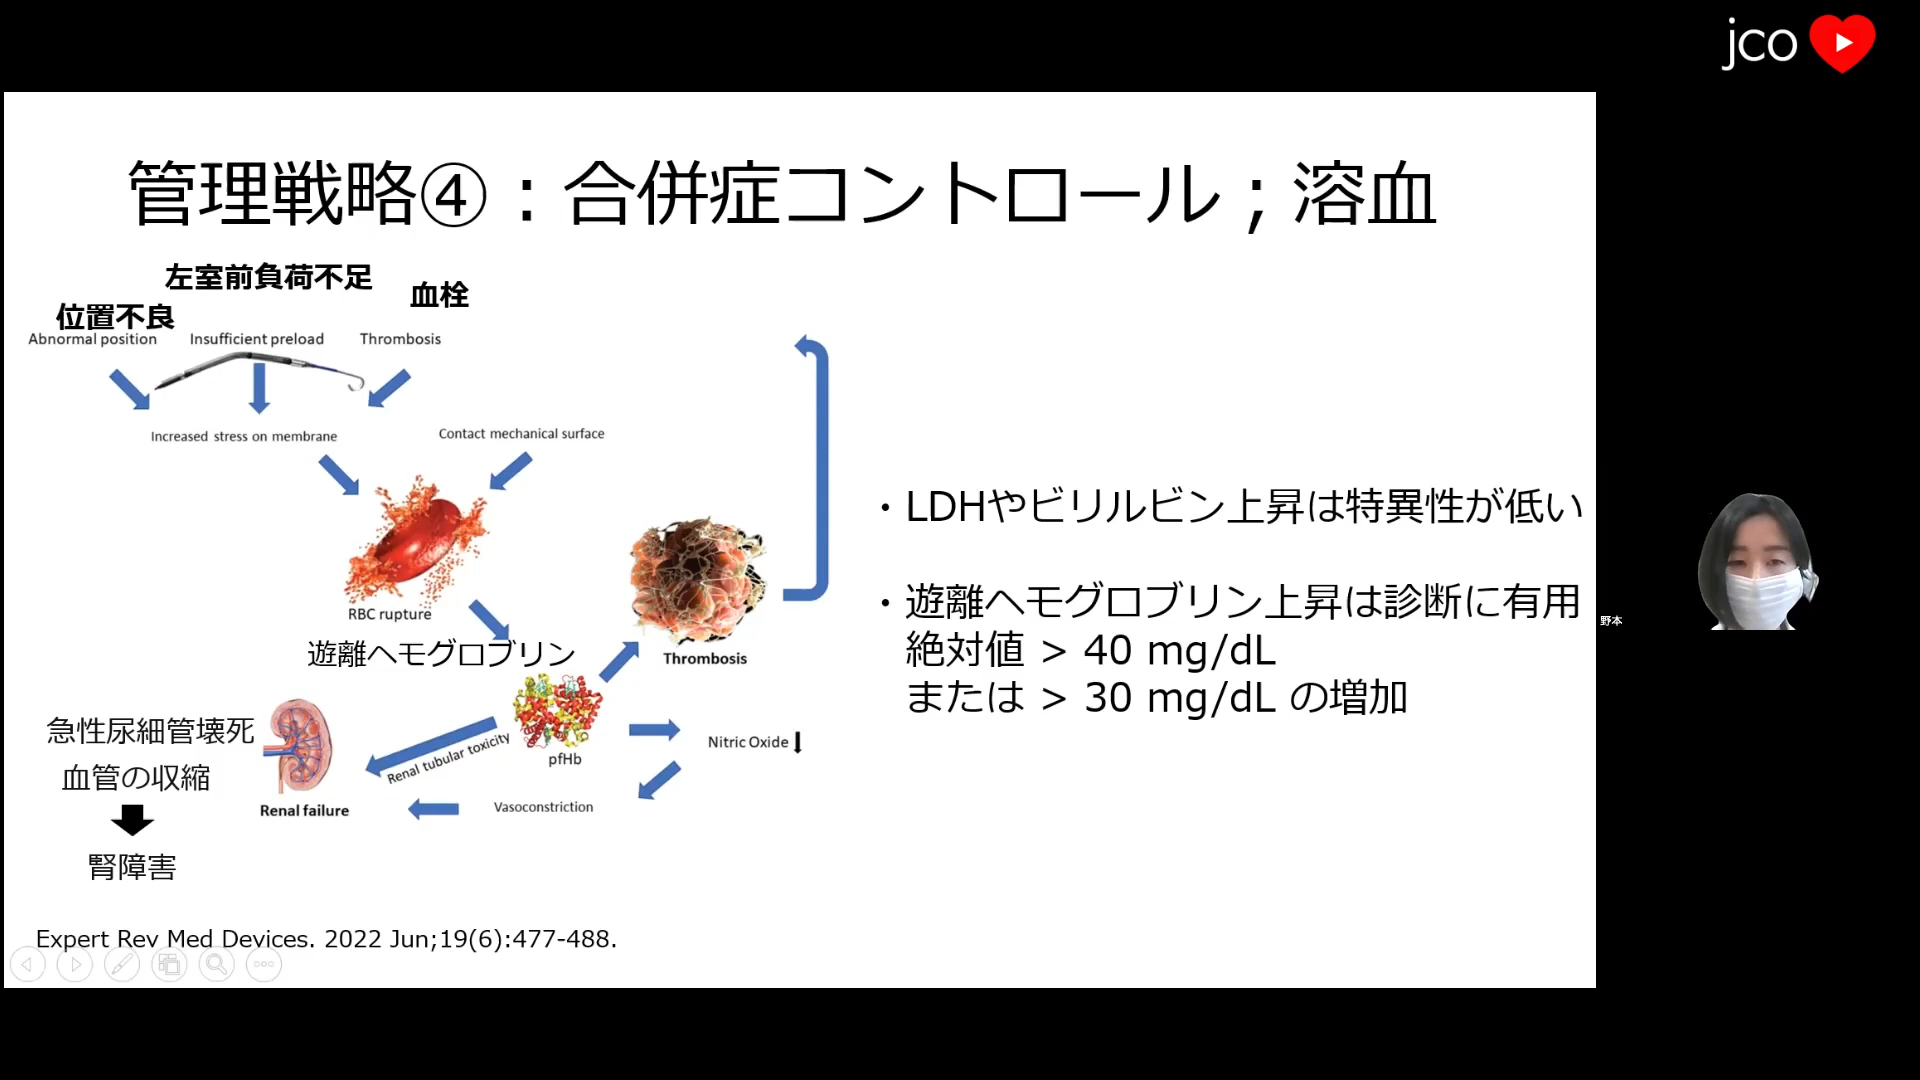 jco
管理戦略④：合併症コントロール；溶血
左室前負荷不足
血栓
位置不良
Abnormal position
Insufficient preload
Thrombosis
Increased stress on membrane
Contact mechanical surface
RBC rupture
遊離ヘモグロブリン
Thrombosis
急性尿細管壊死
血管の収縮
腎障害
Renal tubular toxicity
pfHb
Nitric Oxide
Vasoconstriction
Renal failure
・LDHやビリルビン上昇は特異性が低い
・遊離ヘモグロブリン上昇は診断に有用
絶対値 > 40 mg/dL
または > 30 mg/dL の増加
野本
Expert Rev Med Devices. 2022 Jun;19(6):477-488.